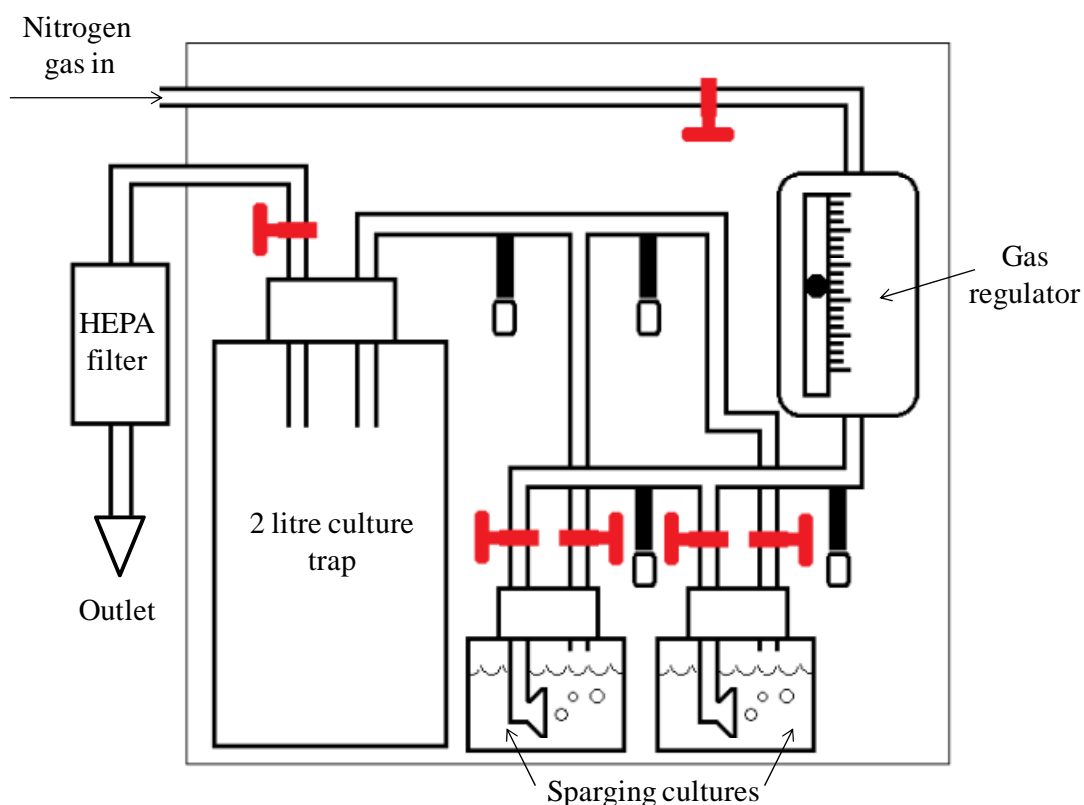 Nitrogen
gas in
Gas
regulator
HEPA
filter
2 litre culture
trap
Outlet
Sparging cultures